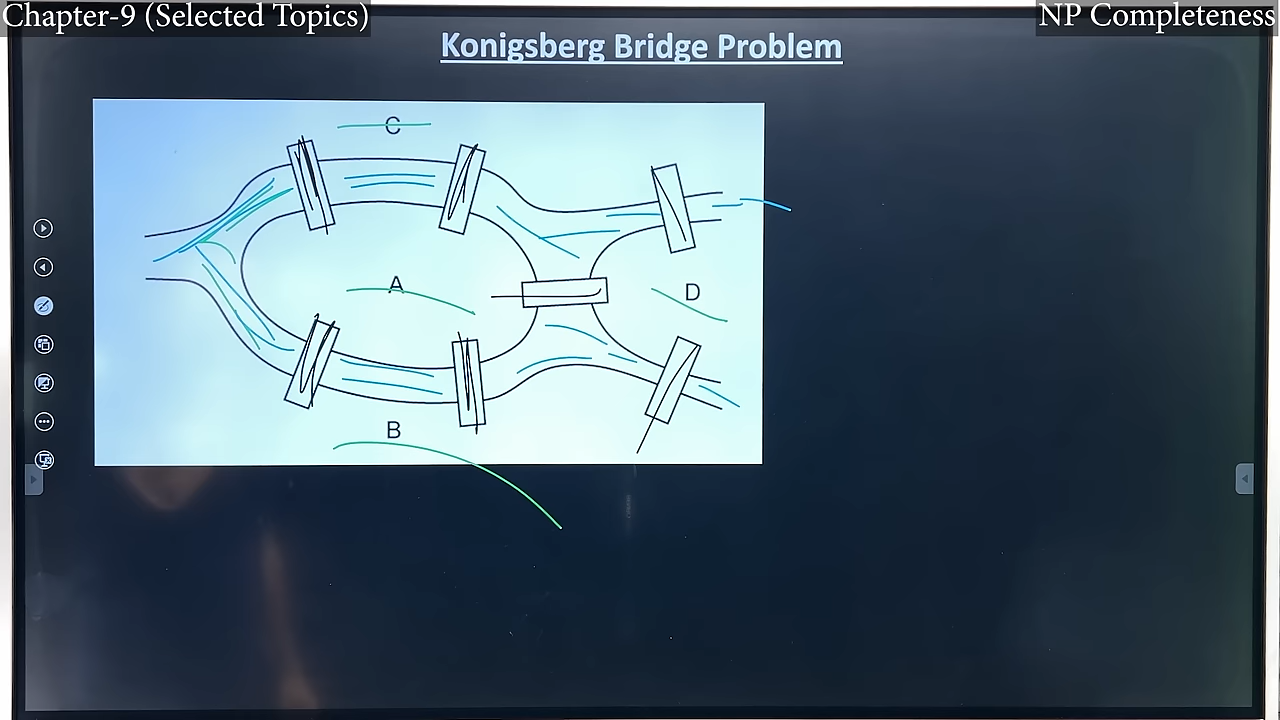 Chapter-9 (Selected Topics)
NP Completeness
Konigsberg Bridge Problem
C
A
D
B